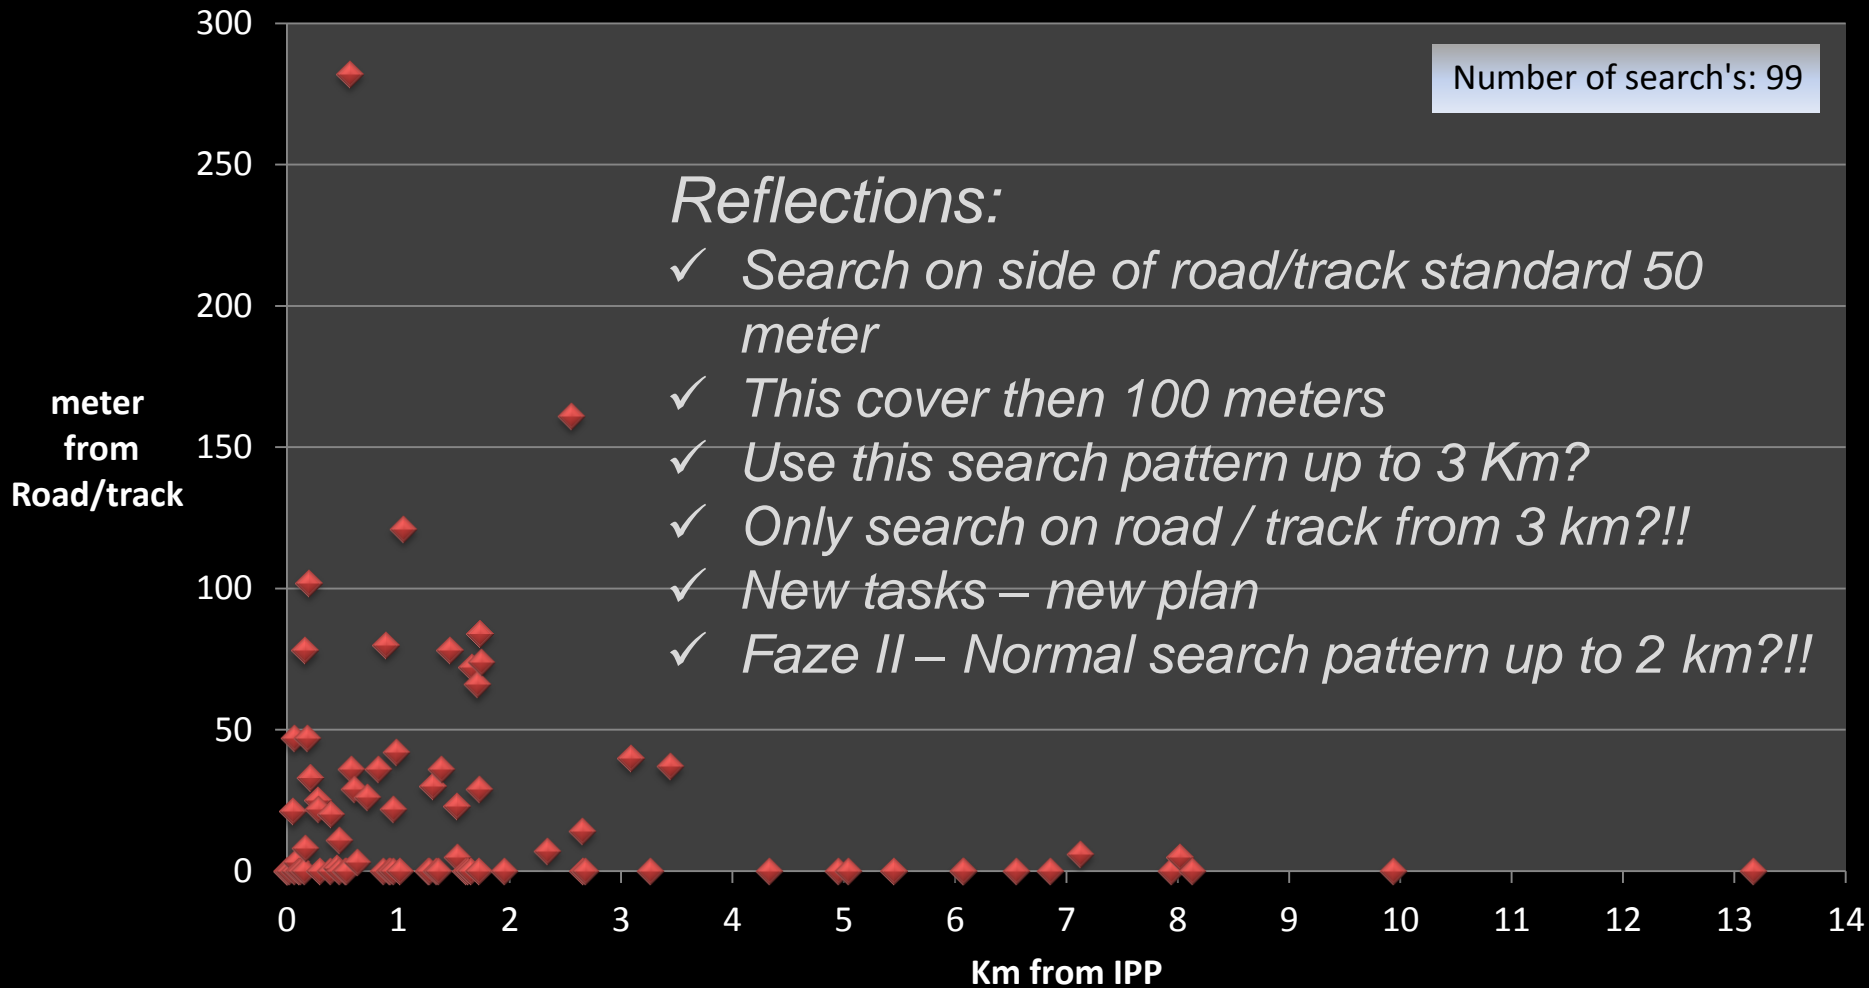 300
250
200
150
100
50
0
meter
from
Road/track
Number of search's: 99
Reflections:
✓ Search on side of road/track standard 50
meter
✓ This cover then 100 meters
✓ Use this search pattern up to 3 Km?
✓ Only search on road / track from 3 km?!!
✓ New tasks – new plan
✓ Faze II – Normal search pattern up to 2 km?!!
0 1 2 3 4 5 6 7 8 9 10 11 12 13 14
Km from IPP